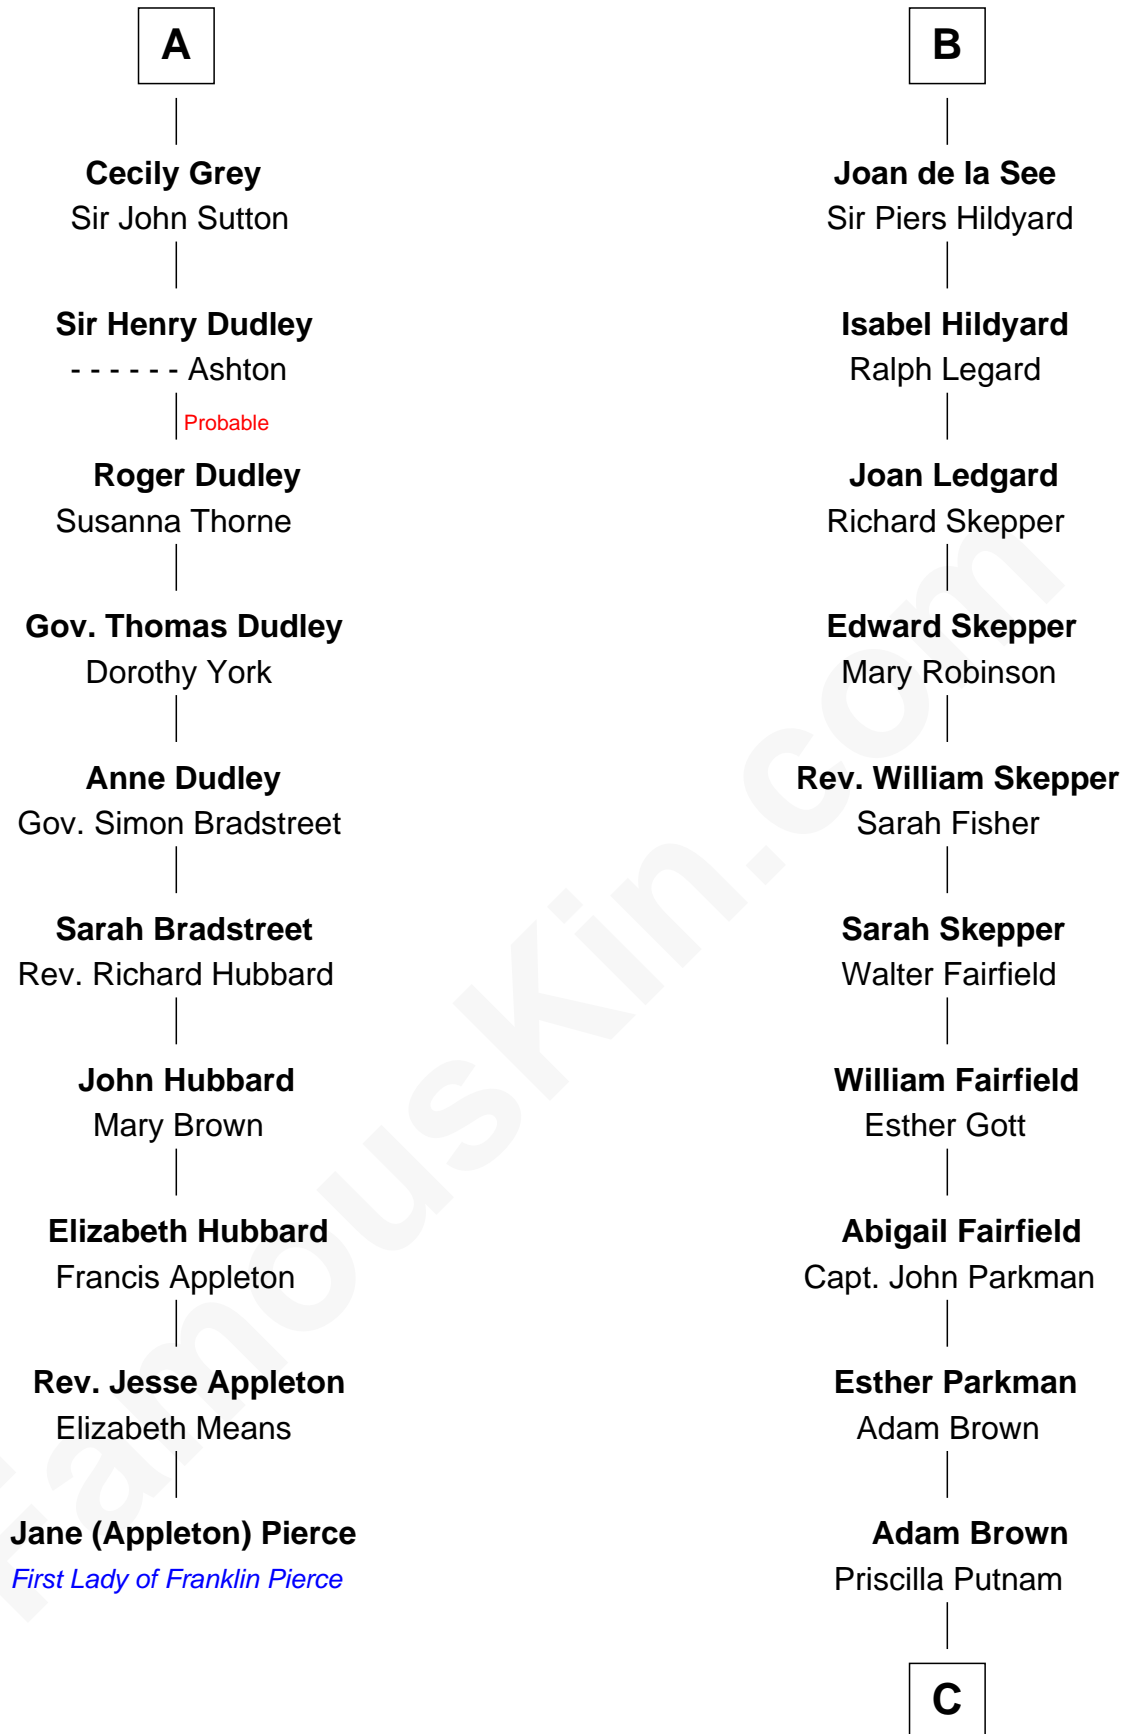 A
Cecily Grey
Sir John Sutton
Sir Henry Dudley
- - - - - - Ashton
Probable
Roger Dudley
Susanna Thorne
Gov. Thomas Dudley
Dorothy York
Anne Dudley
Gov. Simon Bradstreet
Sarah Bradstreet
Rev. Richard Hubbard
John Hubbard
Mary Brown
Elizabeth Hubbard
Francis Appleton
Rev. Jesse Appleton
Elizabeth Means
Jane (Appleton) Pierce
First Lady of Franklin Pierce
B
Joan de la See
Sir Piers Hildyard
Isabel Hildyard
Ralph Legard
Joan Ledgard
Richard Skepper
Edward Skepper
Mary Robinson
Rev. William Skepper
Sarah Fisher
Sarah Skepper
Walter Fairfield
William Fairfield
Esther Gott
Abigail Fairfield
Capt. John Parkman
Esther Parkman
Adam Brown
Adam Brown
Priscilla Putnam
C
FamousKin.com